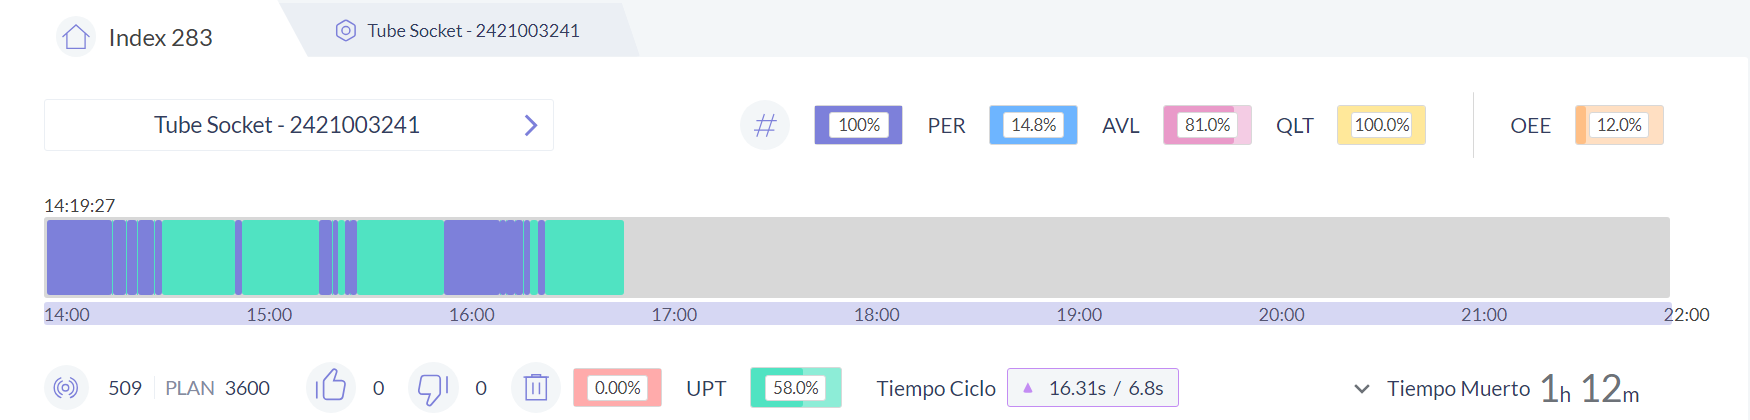 Index 283
Tube Socket - 2421003241
Tube Socket - 2421003241
# 100% PER 14.8% AVL 81.0% QLT 100.0% OEE 12.0%
14:19:27
14:00 15:00 16:00 17:00 18:00 19:00 20:00 21:00 22:00
509 PLAN 3600 0 0 0.00% UPT 58.0% Tiempo Ciclo 16.31s / 6.8s Tiempo Muerto 1h 12m